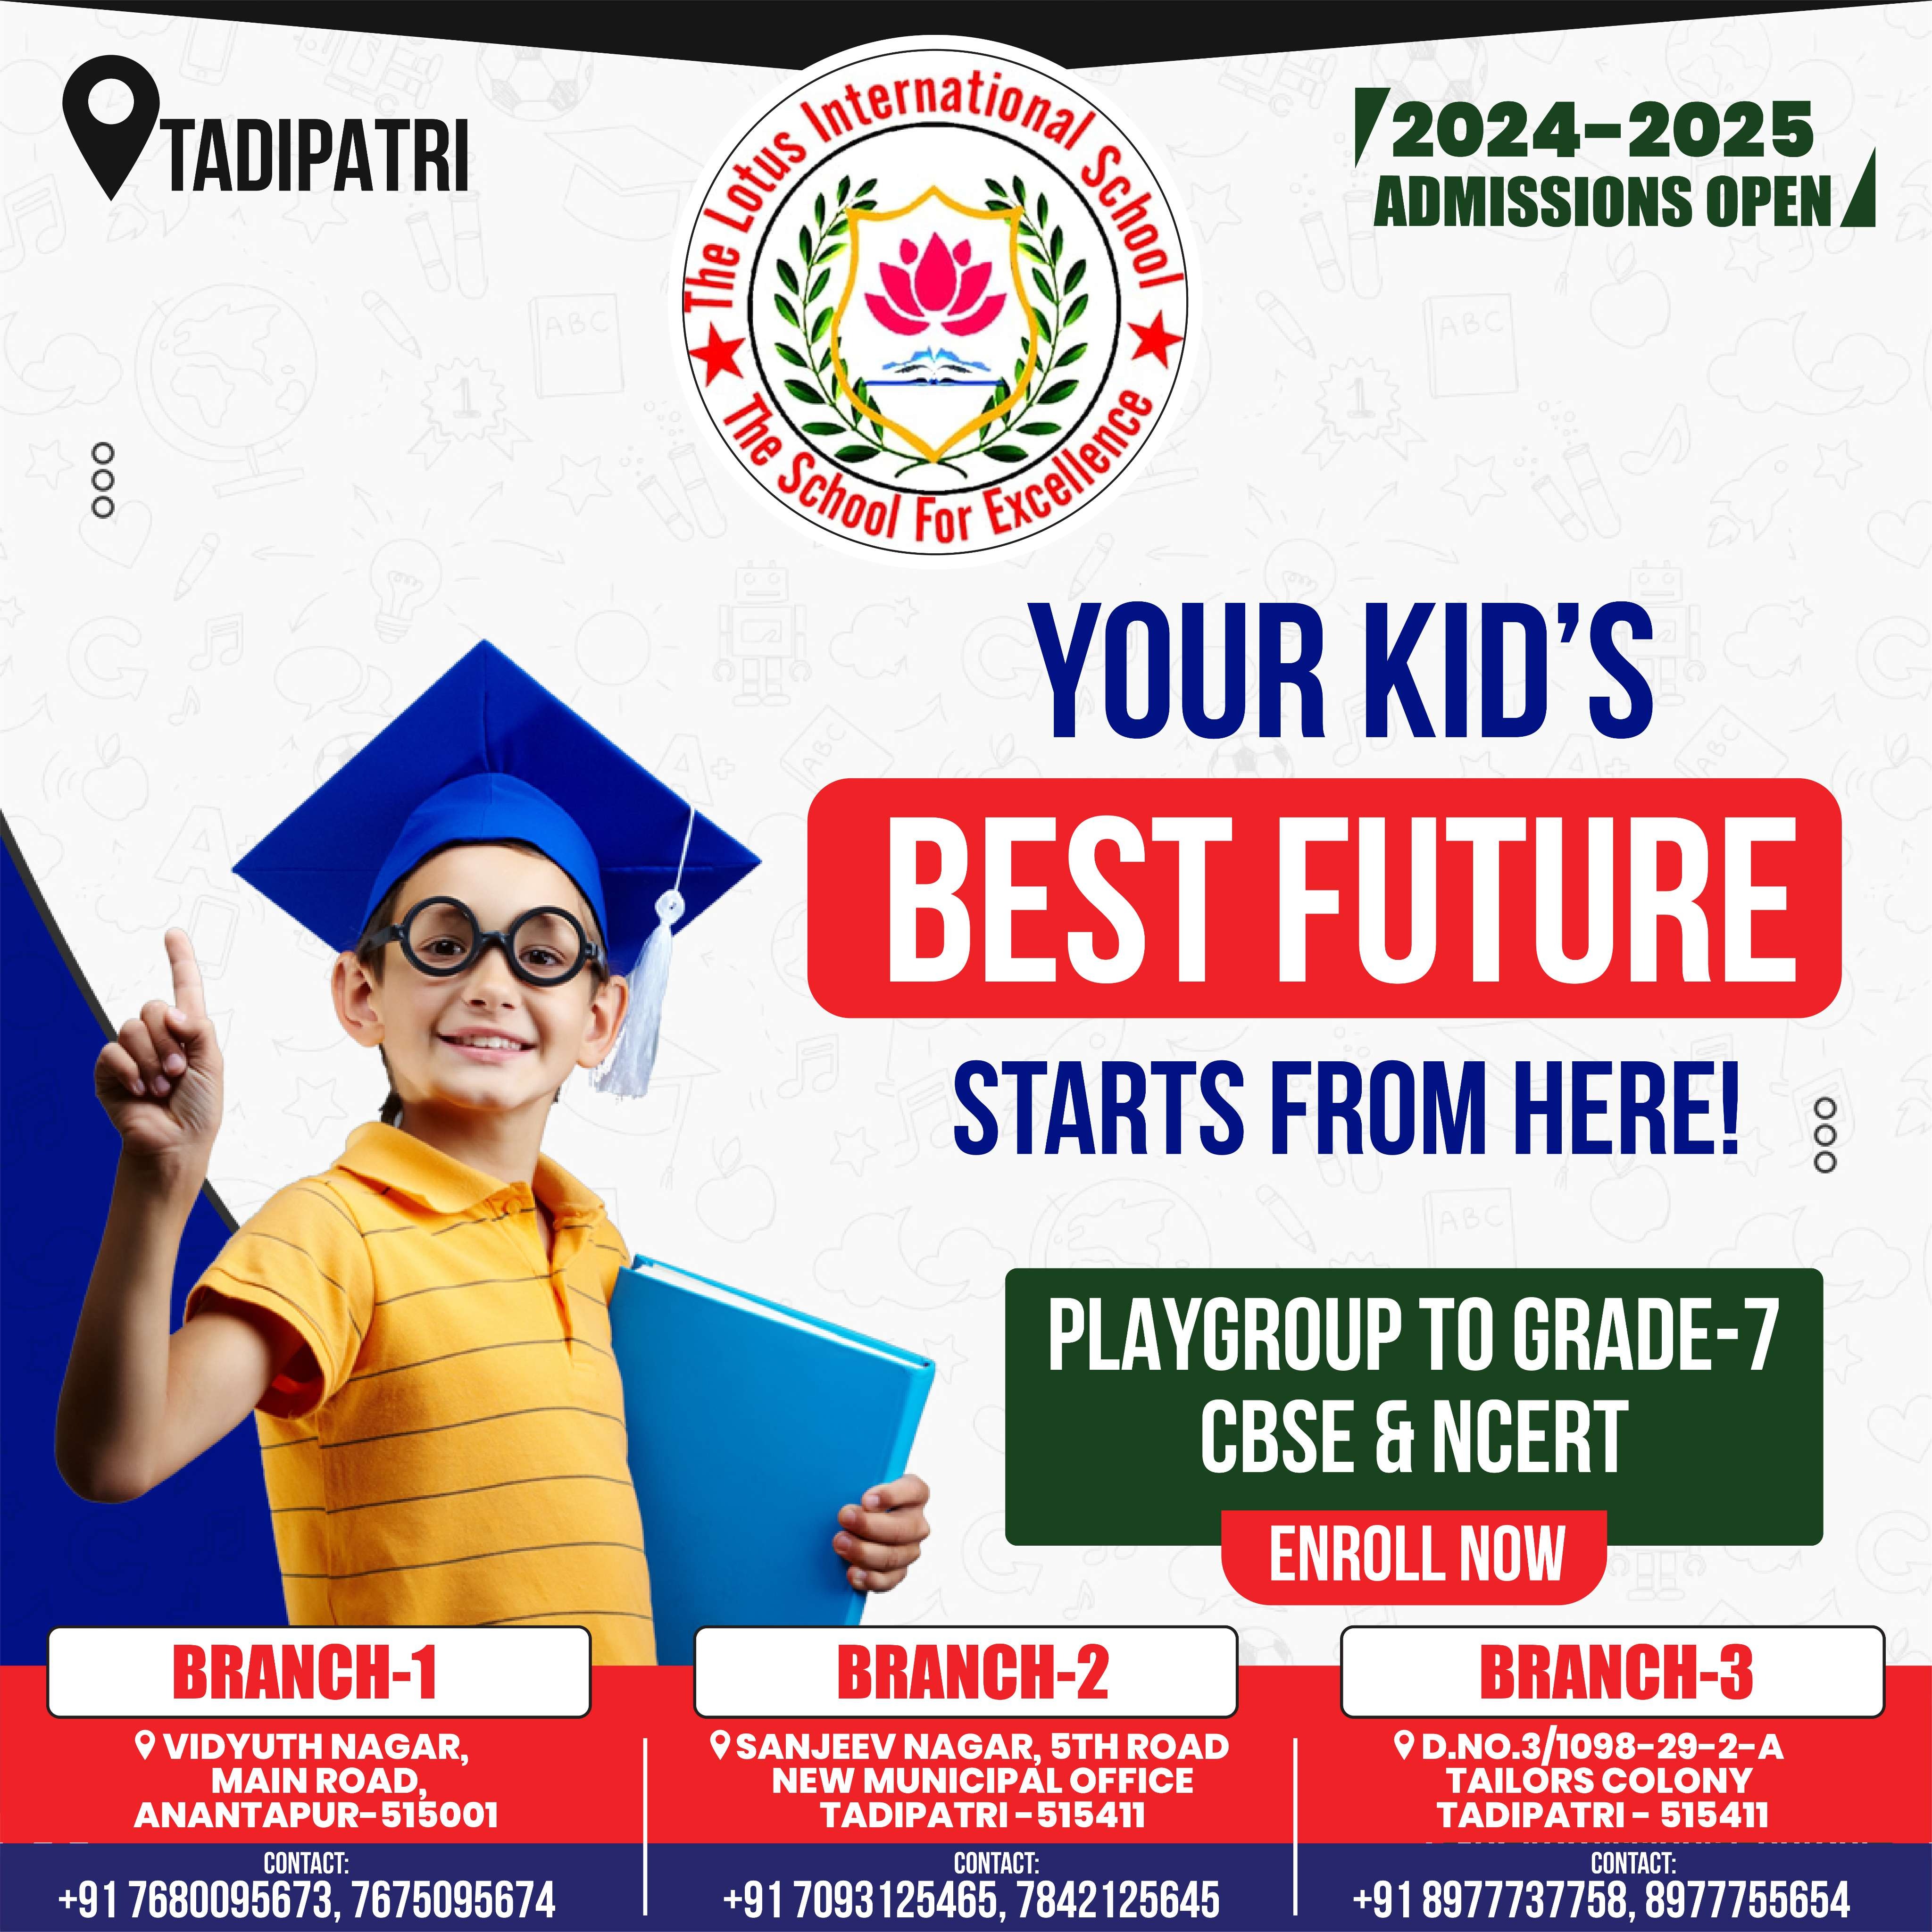 TADIPATRI
The Lotus International School
The School For Excellence
2024-2025
ADMISSIONS OPEN
YOUR KID'S
BEST FUTURE
STARTS FROM HERE!
PLAYGROUP TO GRADE-7
CBSE & NCERT
ENROLL NOW
BRANCH-1
VIDYUTH NAGAR,
MAIN ROAD,
ANANTAPUR-515001
CONTACT:
+91 7680095673, 7675095674
BRANCH-2
SANJEEV NAGAR, 5TH ROAD
NEW MUNICIPAL OFFICE
TADIPATRI -515411
CONTACT:
+91 7093125465, 7842125645
BRANCH-3
D.NO.3/1098-29-2-A
TAILORS COLONY
TADIPATRI - 515411
CONTACT:
+91 8977737758, 8977755654